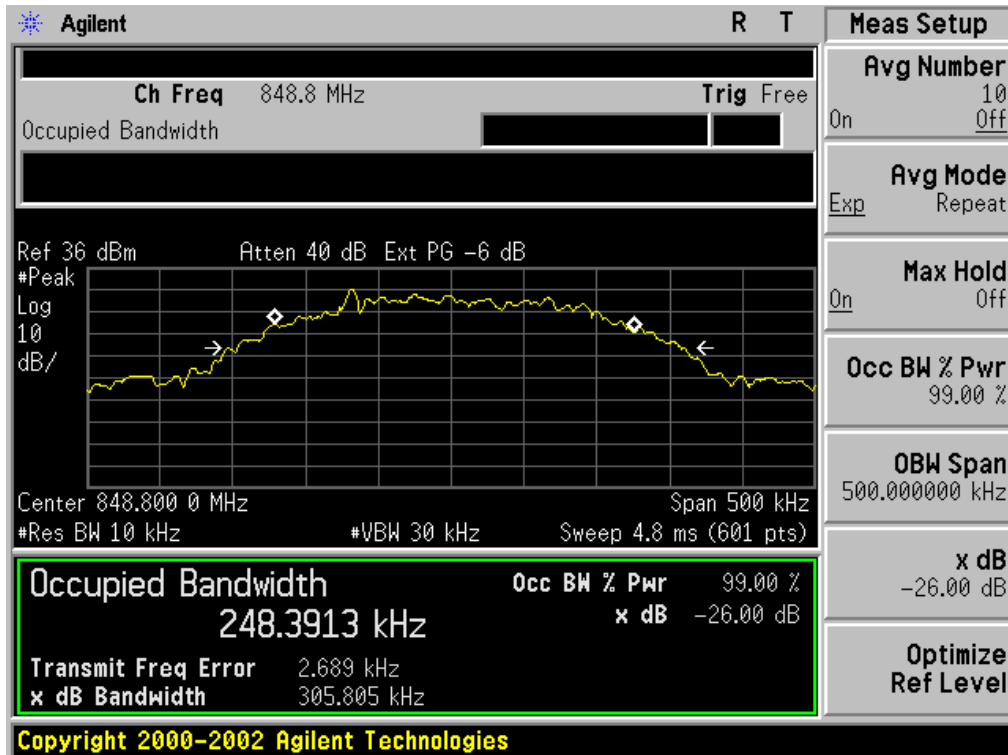 Agilent R T
Ch Freq 848.8 MHz Trig Free
Occupied Bandwidth
Ref 36 dBm Atten 40 dB Ext PG -6 dB
#Peak
Log
10
dB/
Center 848.800 0 MHz Span 500 kHz
#Res BW 10 kHz #VBW 30 kHz Sweep 4.8 ms (601 pts)
Occupied Bandwidth Occ BW % Pwr 99.00 %
248.3913 kHz x dB -26.00 dB
Transmit Freq Error 2.689 kHz
x dB Bandwidth 305.805 kHz
Copyright 2000-2002 Agilent Technologies
Meas Setup
Avg Number
10
On Off
Avg Mode
Exp Repeat
Max Hold
On Off
Occ BW % Pwr
99.00 %
OBW Span
500.000000 kHz
x dB
-26.00 dB
Optimize
Ref Level